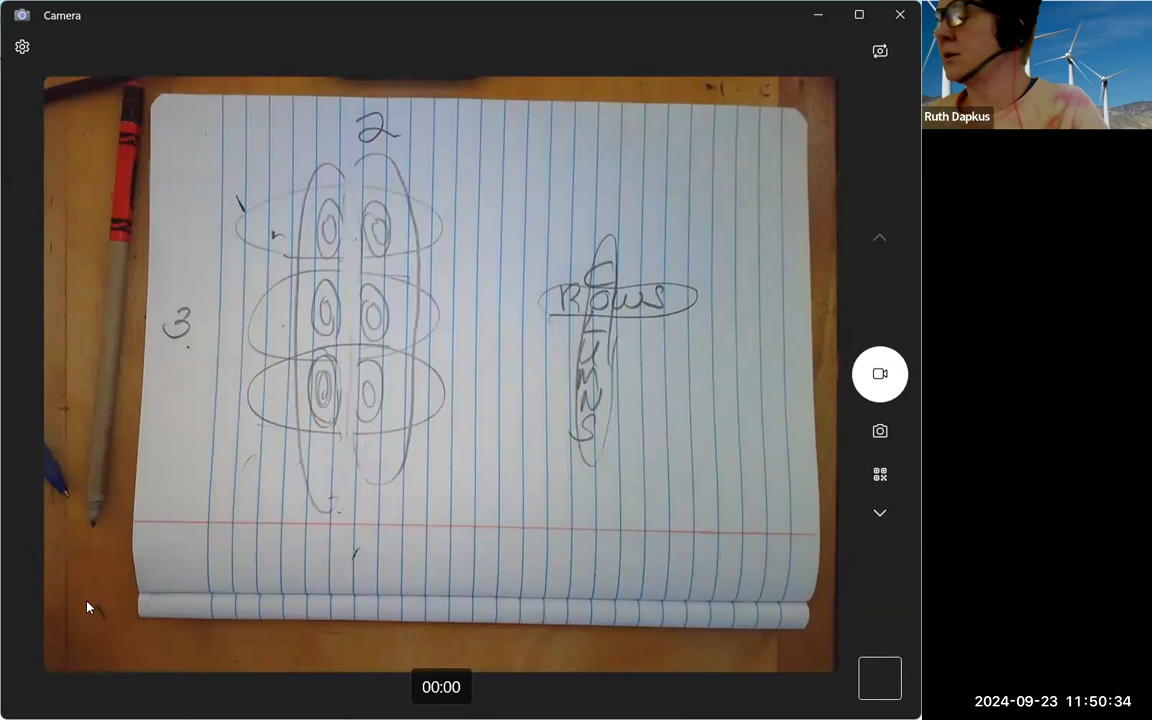 Camera
Ruth Dapkus
2
3
ROWS
COLUMNS
00:00
2024-09-23 11:50:34